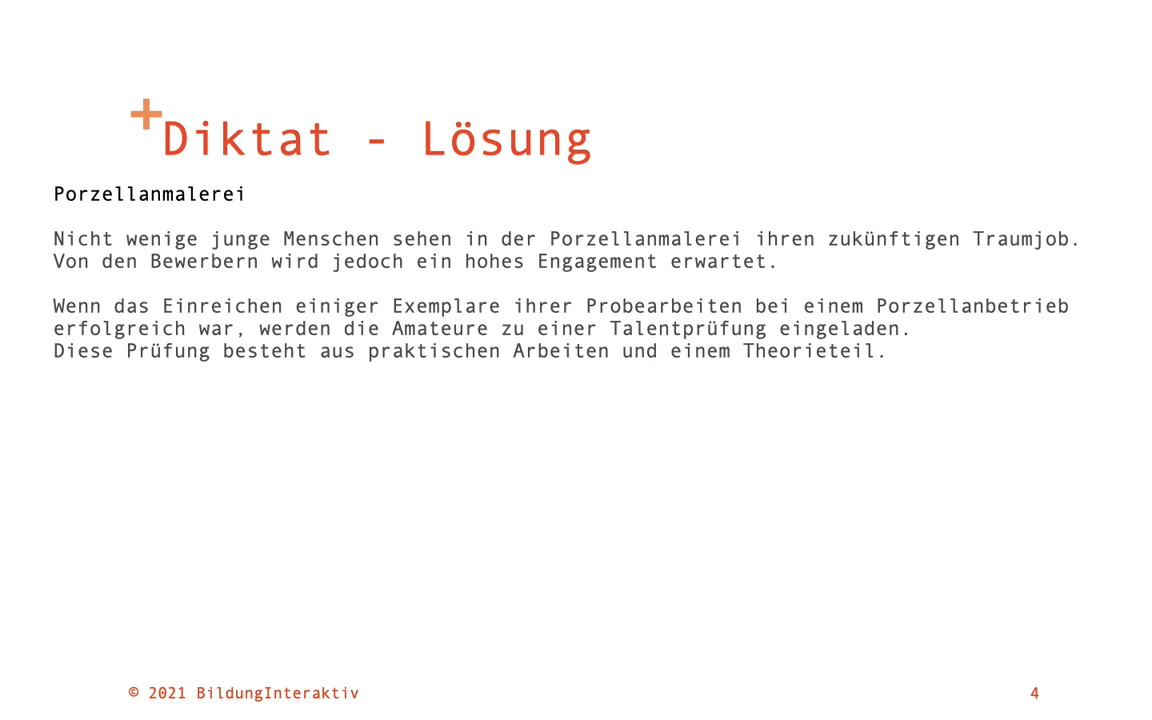 Diktat - Lösung
Porzellanmalerei
Nicht wenige junge Menschen sehen in der Porzellanmalerei ihren zukünftigen Traumjob.
Von den Bewerbern wird jedoch ein hohes Engagement erwartet.
Wenn das Einreichen einiger Exemplare ihrer Probearbeiten bei einem Porzellanbetrieb
erfolgreich war, werden die Amateure zu einer Talentprüfung eingeladen.
Diese Prüfung besteht aus praktischen Arbeiten und einem Theorieteil.
© 2021 BildungInteraktiv
4